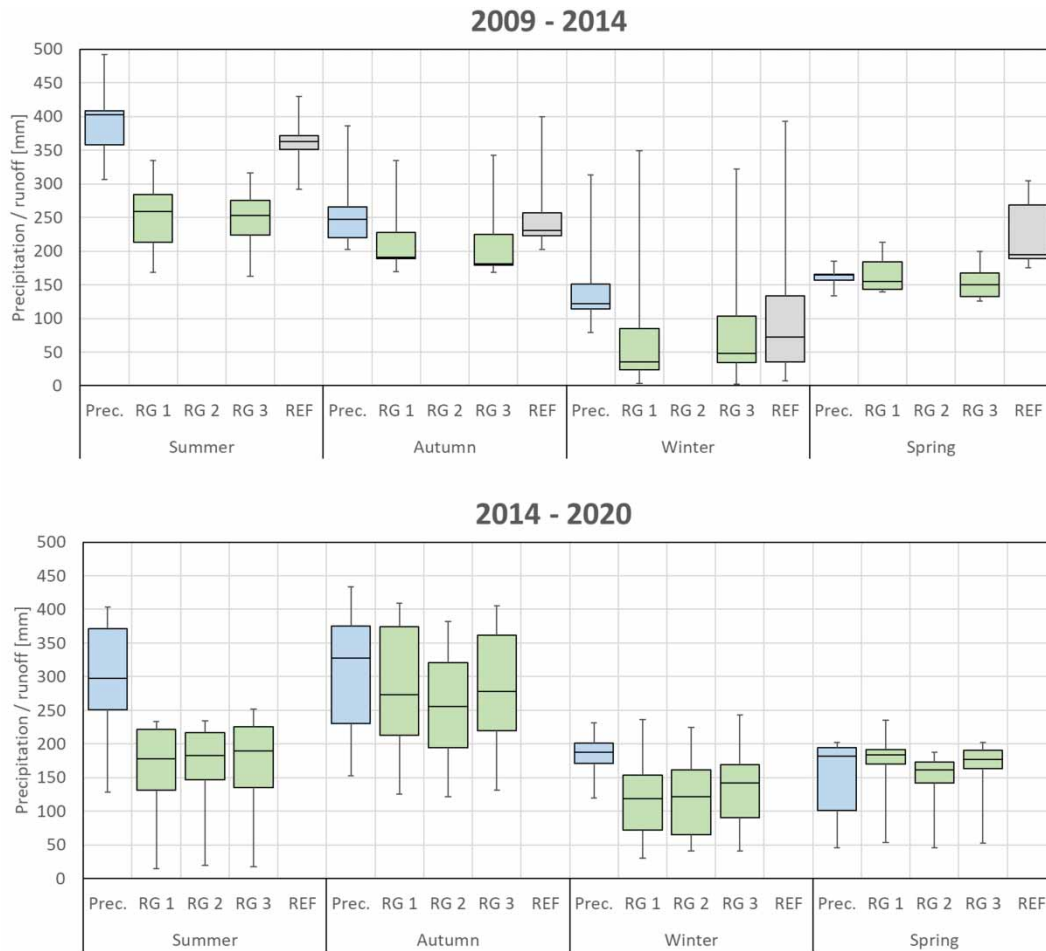 2009 - 2014
Precipitation / runoff [mm]
500
450
400
350
300
250
200
150
100
50
0
Prec. RG 1 RG 2 RG 3 REF Prec. RG 1 RG 2 RG 3 REF Prec. RG 1 RG 2 RG 3 REF Prec. RG 1 RG 2 RG 3 REF
Summer Autumn Winter Spring
2014 - 2020
Precipitation / runoff [mm]
500
450
400
350
300
250
200
150
100
50
0
Prec. RG 1 RG 2 RG 3 REF Prec. RG 1 RG 2 RG 3 REF Prec. RG 1 RG 2 RG 3 REF Prec. RG 1 RG 2 RG 3 REF
Summer Autumn Winter Spring